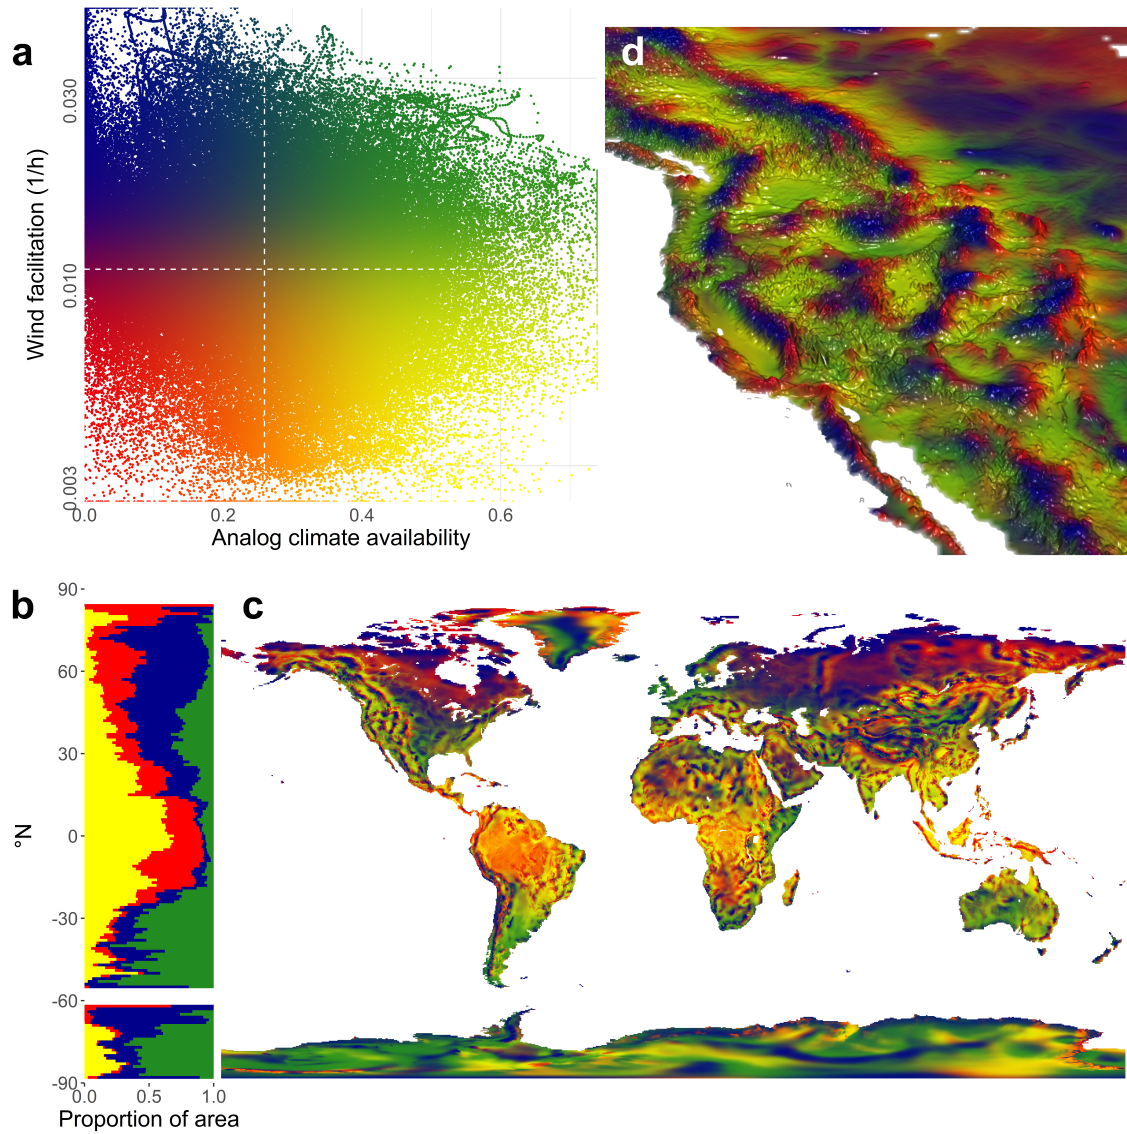 a
0.030
0.010
0.003
Wind facilitation (1/h)
0.0 0.2 0.4 0.6
Analog climate availability
d
b
90
60
30
0
-30
-60
-90
°N
0.0 0.5 1.0
Proportion of area
c